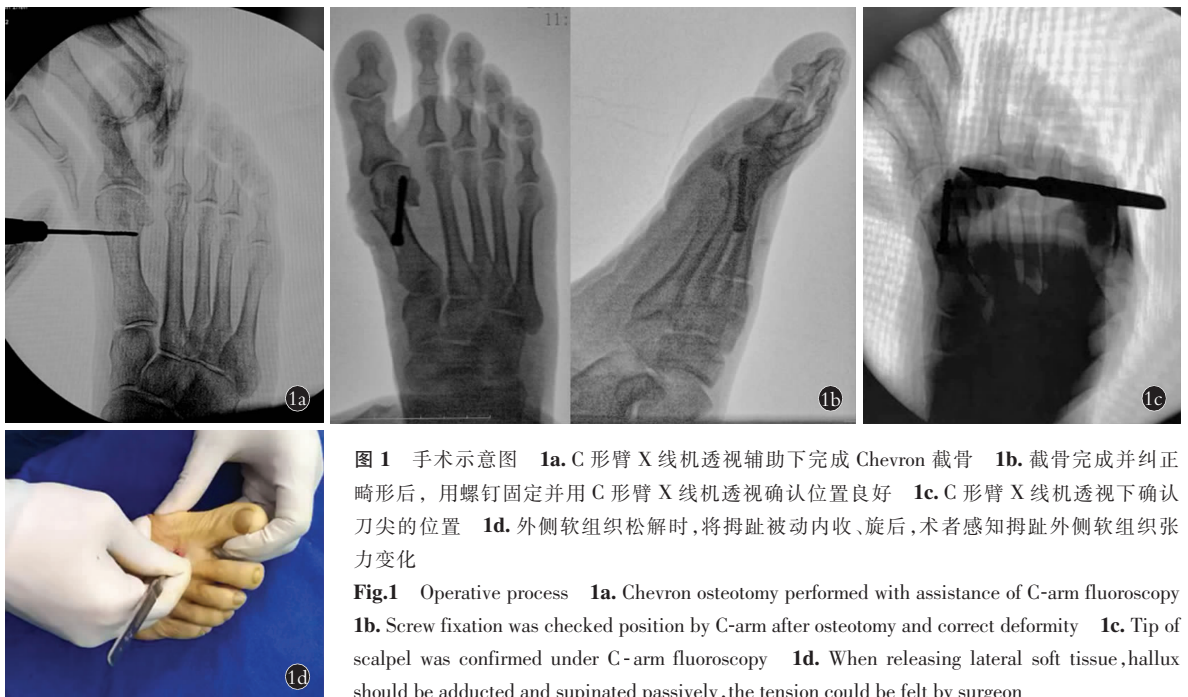 11:
1a
1b
1c
1d
图 1 手术示意图 1a. C 形臂 X 线机透视辅助下完成 Chevron 截骨 1b. 截骨完成并纠正
畸形后，用螺钉固定并用 C 形臂 X 线机透视确认位置良好 1c. C 形臂 X 线机透视下确认
刀尖的位置 1d. 外侧软组织松解时,将拇趾被动内收、旋后,术者感知拇趾外侧软组织张
力变化
Fig.1 Operative process 1a. Chevron osteotomy performed with assistance of C-arm fluoroscopy
1b. Screw fixation was checked position by C-arm after osteotomy and correct deformity 1c. Tip of
scalpel was confirmed under C-arm fluoroscopy 1d. When releasing lateral soft tissue,hallux
should be adducted and supinated passively,the tension could be felt by surgeon